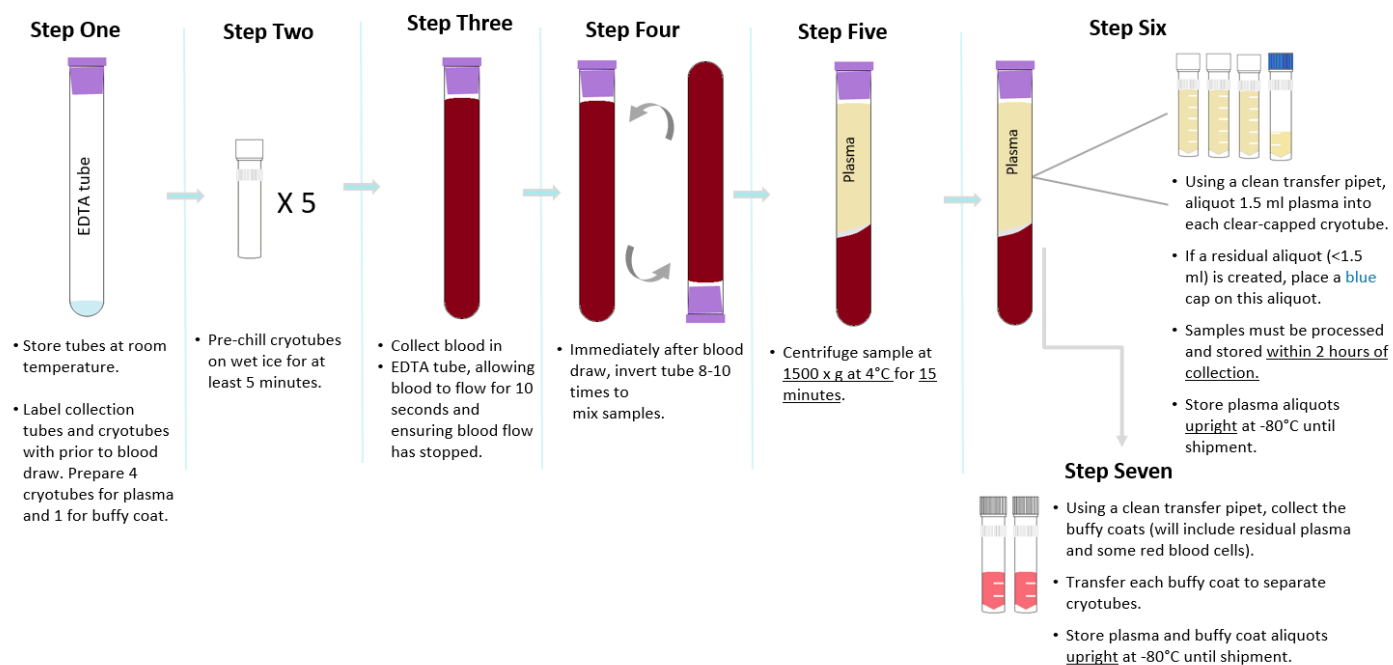 Step One
EDTA tube
• Store tubes at room
temperature.
• Label collection
tubes and cryotubes
with prior to blood
draw. Prepare 4
cryotubes for plasma
and 1 for buffy coat.
Step Two
X 5
• Pre-chill cryotubes
on wet ice for at
least 5 minutes.
Step Three
• Collect blood in
• EDTA tube, allowing
blood to flow for 10
seconds and
ensuring blood flow
has stopped.
Step Four
• Immediately after blood
draw, invert tube 8-10
times to
mix samples.
Step Five
Plasma
• Centrifuge sample at
1500 x g at 4°C for 15
minutes.
Step Six
Plasma
• Using a clean transfer pipet,
aliquot 1.5 ml plasma into
each clear-capped cryotube.
• If a residual aliquot (<1.5
ml) is created, place a blue
cap on this aliquot.
• Samples must be processed
and stored within 2 hours of
collection.
• Store plasma aliquots
upright at -80°C until
shipment.
Step Seven
• Using a clean transfer pipet, collect the
buffy coats (will include residual plasma
and some red blood cells).
• Transfer each buffy coat to separate
cryotubes.
• Store plasma and buffy coat aliquots
upright at -80°C until shipment.